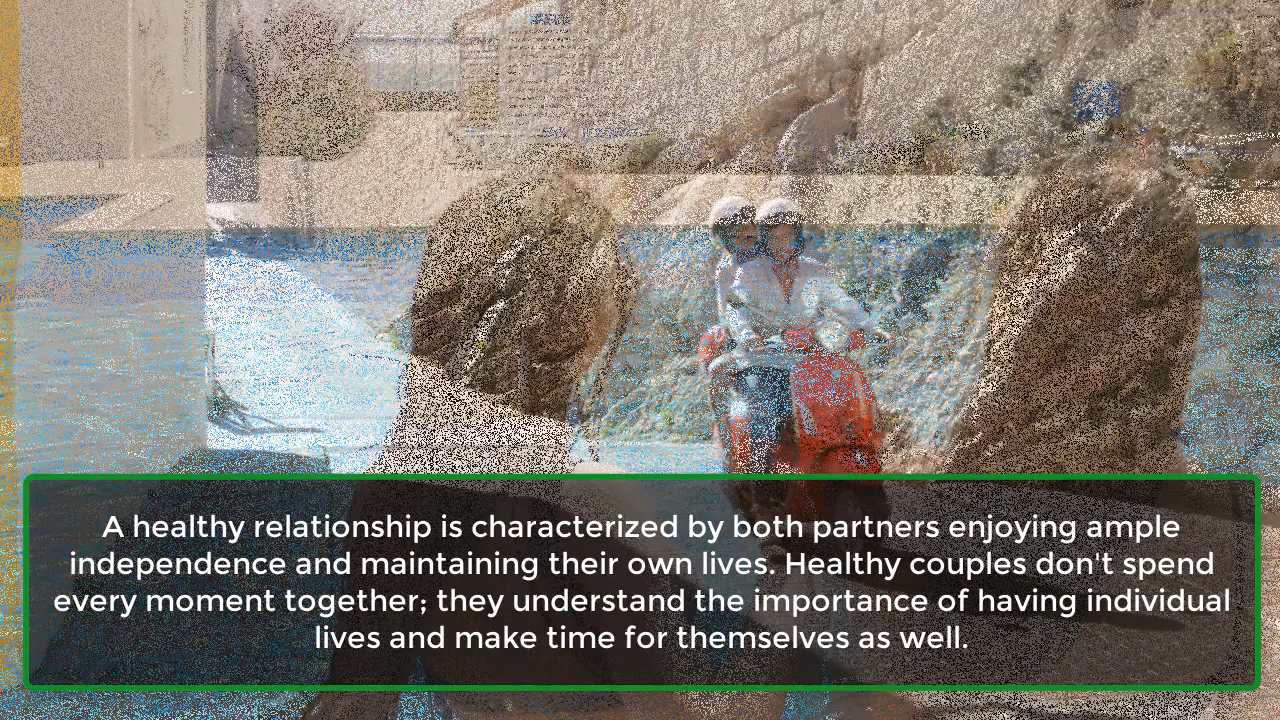 A healthy relationship is characterized by both partners enjoying ample
independence and maintaining their own lives. Healthy couples don't spend
every moment together; they understand the importance of having individual
lives and make time for themselves as well.